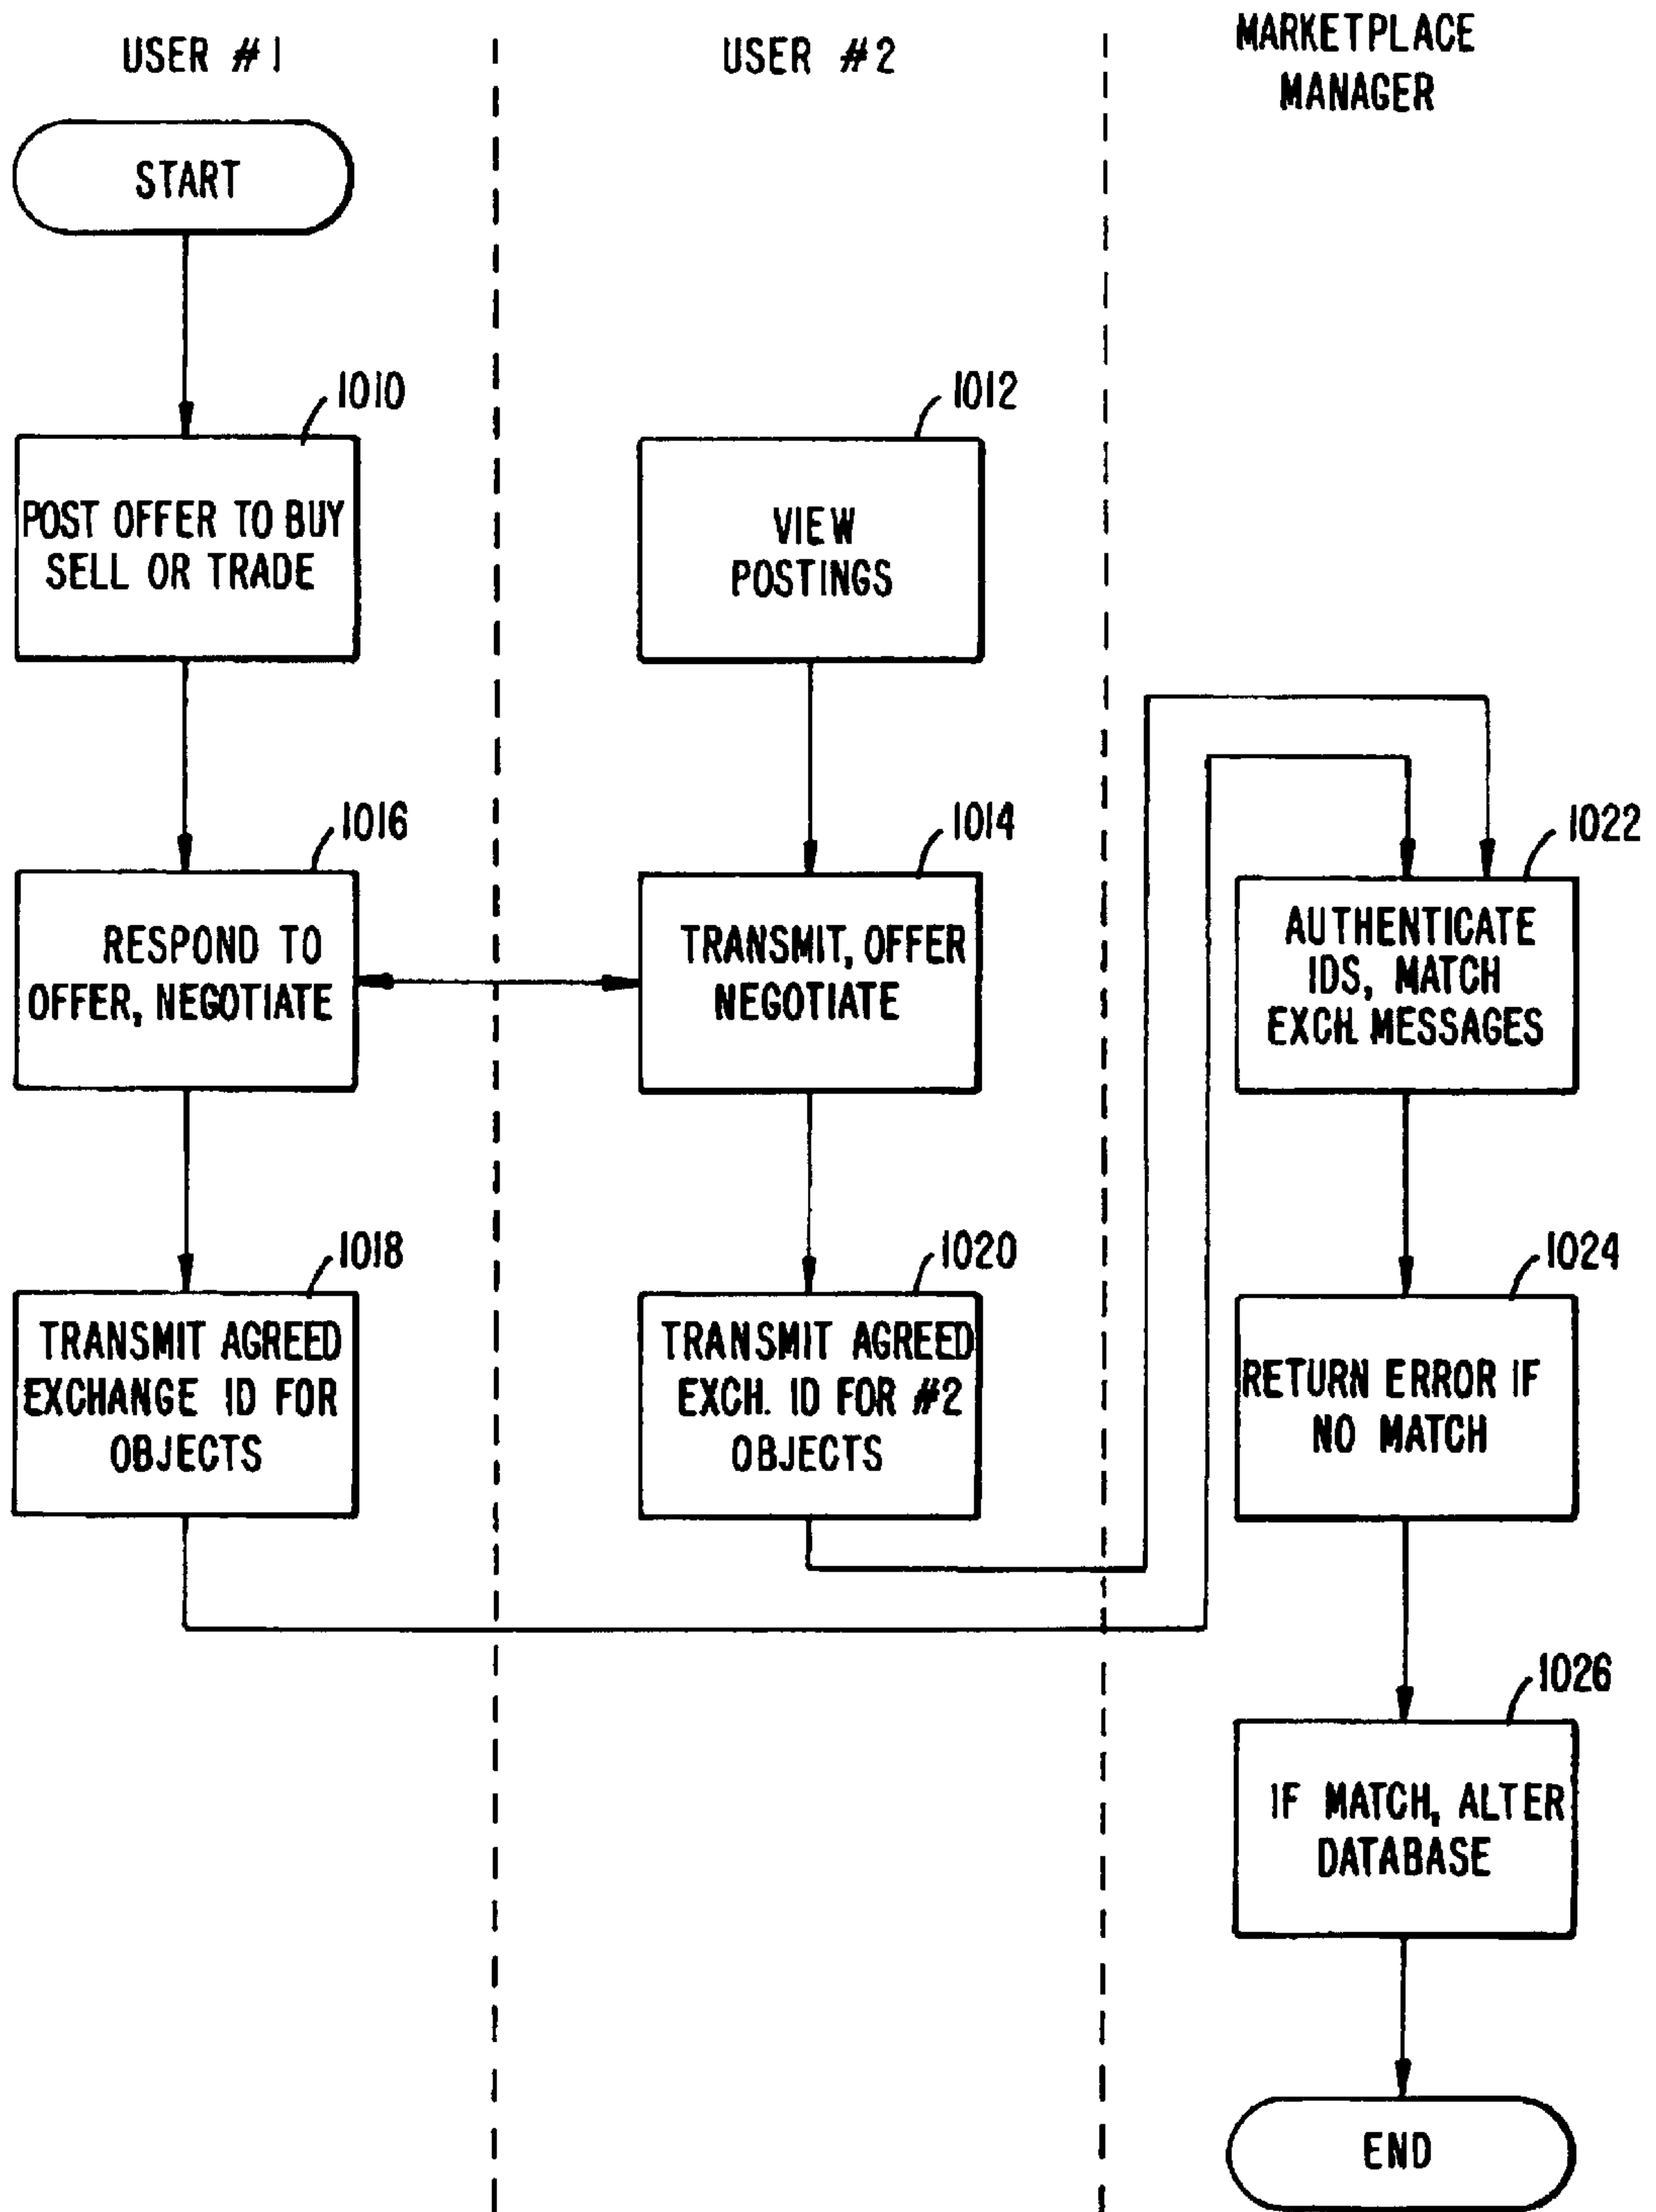 USER #1
USER #2
MARKETPLACE
MANAGER
START
1010
POST OFFER TO BUY
SELL OR TRADE
1012
VIEW
POSTINGS
1016
RESPOND TO
OFFER, NEGOTIATE
1014
TRANSMIT, OFFER
NEGOTIATE
1022
AUTHENTICATE
IDS, MATCH
EXCH. MESSAGES
1018
TRANSMIT AGREED
EXCHANGE ID FOR
OBJECTS
1020
TRANSMIT AGREED
EXCH. ID FOR #2
OBJECTS
1024
RETURN ERROR IF
NO MATCH
1026
IF MATCH, ALTER
DATABASE
END